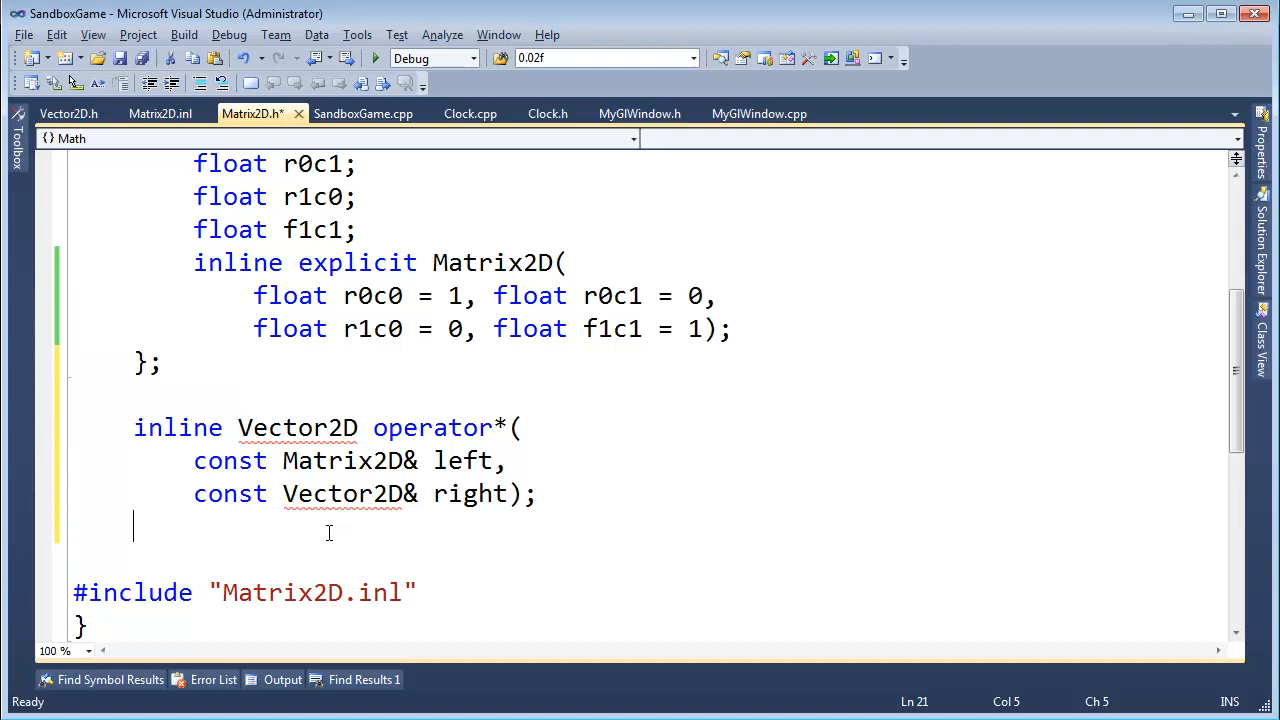 SandboxGame - Microsoft Visual Studio (Administrator)
File Edit View Project Build Debug Team Data Tools Test Analyze Window Help
Debug 0.02f
Vector2D.h Matrix2D.inl Matrix2D.h* SandboxGame.cpp Clock.cpp Clock.h MyGlWindow.h MyGlWindow.cpp
{} Math
Toolbox
Properties
Solution Explorer
Class View
float r0c1;
float r1c0;
float f1c1;
inline explicit Matrix2D(
float r0c0 = 1, float r0c1 = 0,
float r1c0 = 0, float f1c1 = 1);
};
inline Vector2D operator*(
const Matrix2D& left,
const Vector2D& right);
#include "Matrix2D.inl"
}
100 %
Find Symbol Results Error List Output Find Results 1
Ready Ln 21 Col 5 Ch 5 INS